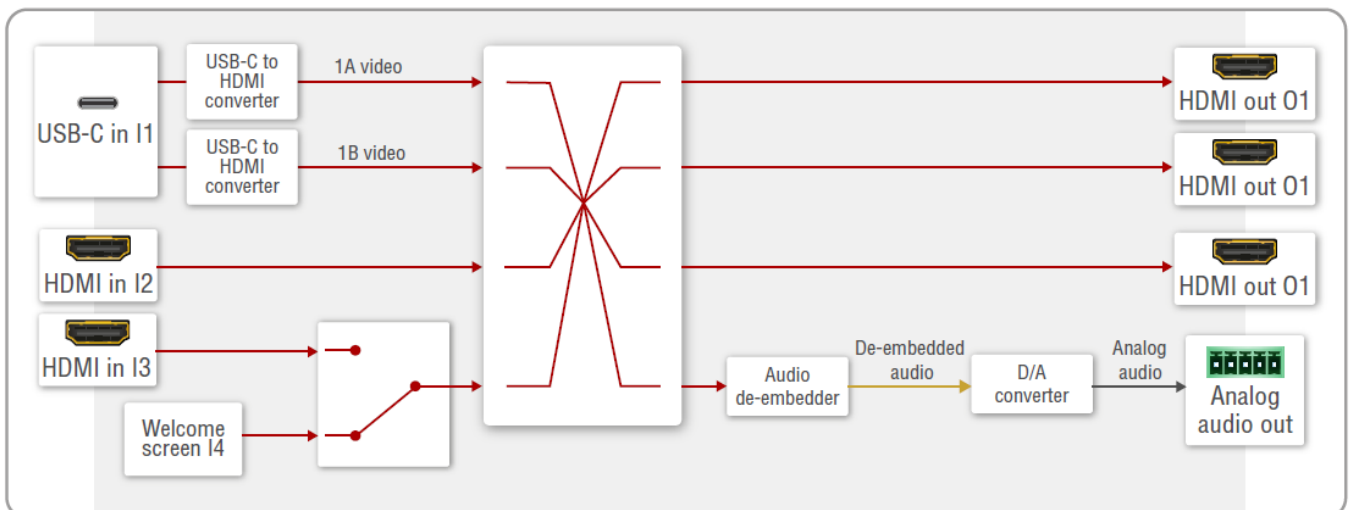 USB-C in I1
USB-C to
HDMI
converter
1A video
HDMI out O1
USB-C to
HDMI
converter
1B video
HDMI out O1
HDMI in I2
HDMI out O1
HDMI in I3
Welcome
screen I4
Audio
de-embedder
De-embedded
audio
D/A
converter
Analog
audio
Analog
audio out